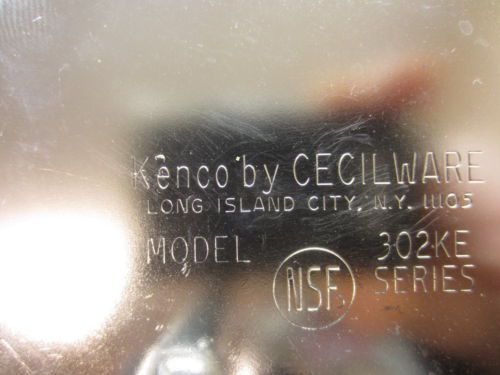 Kenco by CECILWARE
LONG ISLAND CITY, N.Y. 11105
MODEL 302KE
NSF SERIES